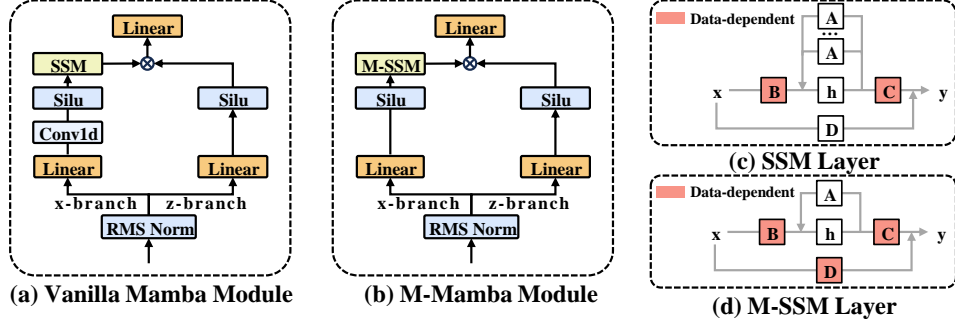 Linear
SSM
⊗
Silu
Silu
Conv1d
Linear
Linear
x-branch
z-branch
RMS Norm
(a) Vanilla Mamba Module
Linear
M-SSM
⊗
Silu
Silu
Linear
Linear
x-branch
z-branch
RMS Norm
(b) M-Mamba Module
Data-dependent
A
...
A
x
B
h
C
y
D
(c) SSM Layer
Data-dependent
A
x
B
h
C
y
D
(d) M-SSM Layer